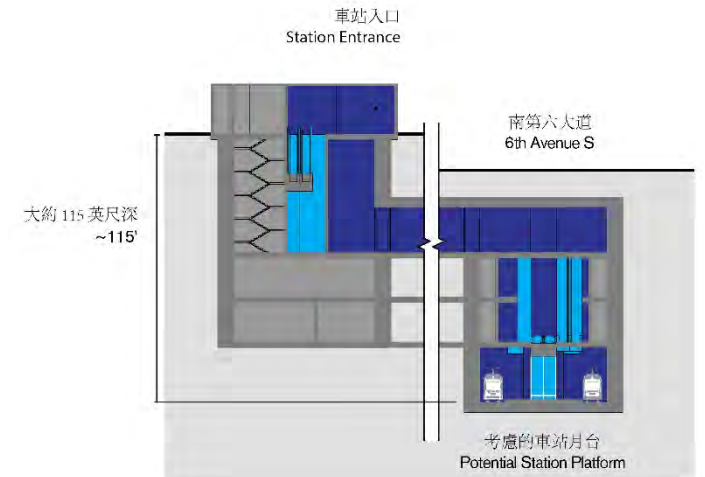 車站入口
Station Entrance
南第六大道
6th Avenue S
大約 115 英尺深
~115'
考慮的車站月台
Potential Station Platform